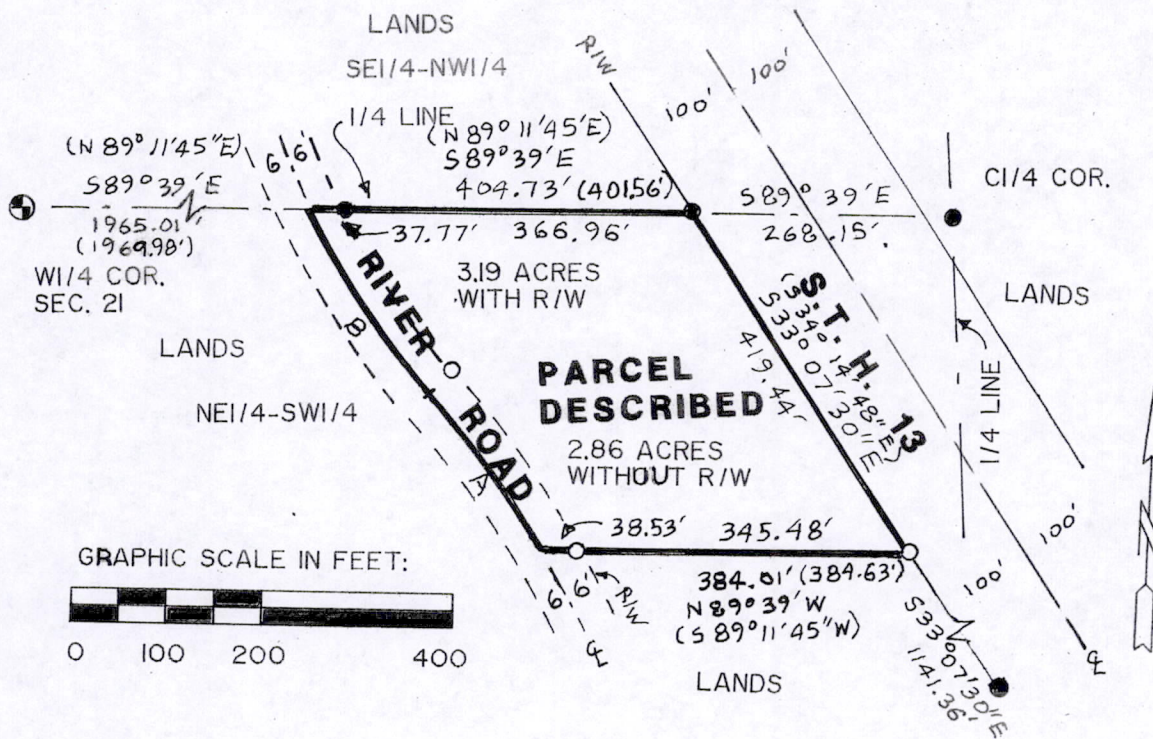 LANDS
SE1/4-NW1/4
1/4 LINE
(N 89° 11'45"E)
S89° 39'E
404.73' (401.56')
(N 89° 11'45"E)
S89° 39'E
1965.01'
(1969.98')
W1/4 COR.
SEC. 21
6' 6'
R/W
100'
100'
S89° 39'E
268.15'
C1/4 COR.
LANDS
1/4 LINE
37.77' 366.96'
3.19 ACRES
WITH R/W
RIVER ROAD
B
A
LANDS
NE1/4-SW1/4
PARCEL
DESCRIBED
2.86 ACRES
WITHOUT R/W
S.T.H. 13
(S34° 14'48"E)
S33° 07'30"E
419.44'
38.53' 345.48'
384.01' (384.63')
N 89° 39' W
(S 89° 11'45"W)
6' 6'
R/W
℄
100'
100'
℄
S33° 07'30"E
1141.36'
LANDS
GRAPHIC SCALE IN FEET:
0 100 200 400